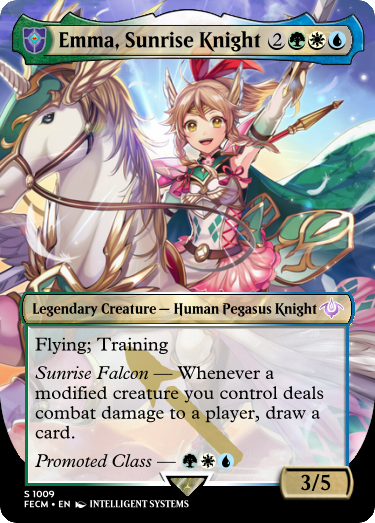 Emma, Sunrise Knight 2
Legendary Creature — Human Pegasus Knight
Flying; Training
Sunrise Falcon — Whenever a
modified creature you control deals
combat damage to a player, draw a
card.
Promoted Class —
3/5
S 1009
FECM • EN INTELLIGENT SYSTEMS